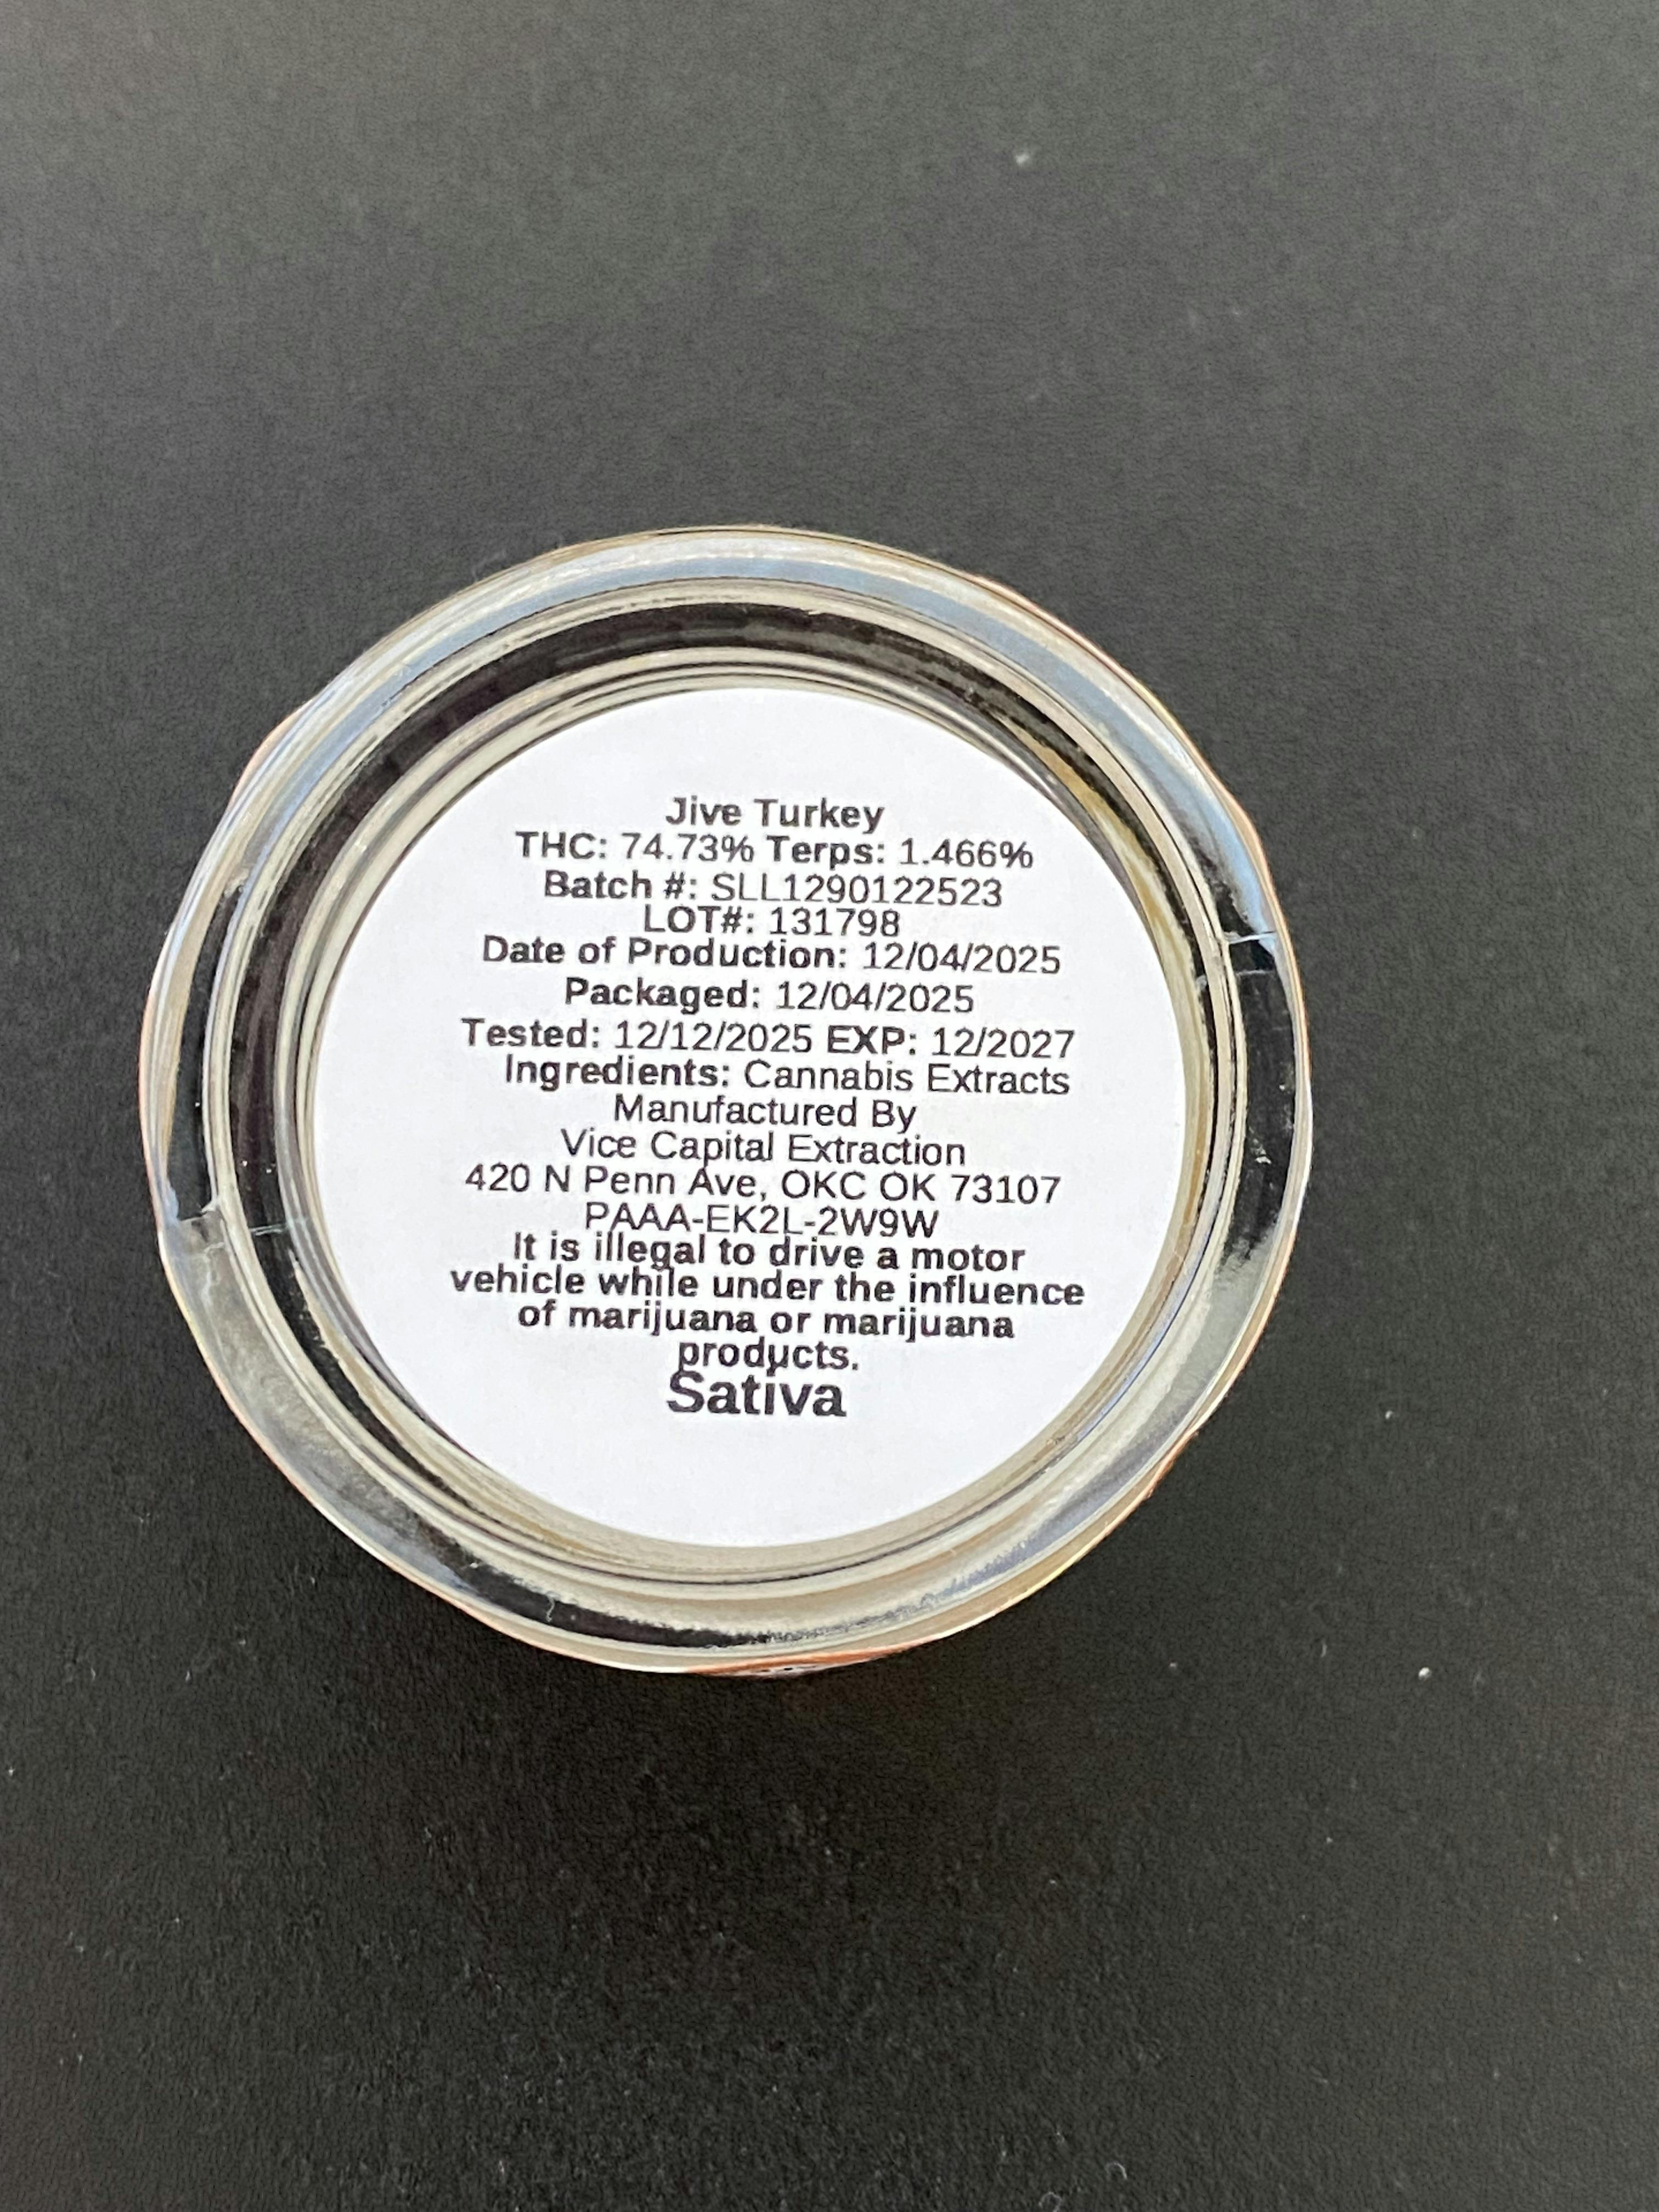 Jive Turkey
THC: 74.73% Terps: 1.466%
Batch #: SLL1290122523
LOT#: 131798
Date of Production: 12/04/2025
Packaged: 12/04/2025
Tested: 12/12/2025 EXP: 12/2027
Ingredients: Cannabis Extracts
Manufactured By
Vice Capital Extraction
420 N Penn Ave, OKC OK 73107
PAAA-EK2L-2W9W
It is illegal to drive a motor
vehicle while under the influence
of marijuana or marijuana
products.
Sativa